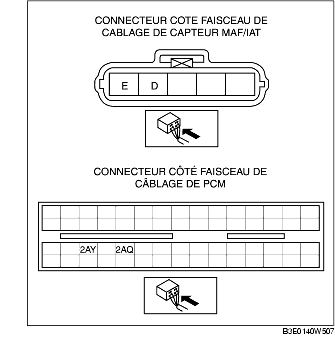 CONNECTEUR COTE FAISCEAU DE
CABLAGE DE CAPTEUR MAF/IAT
E D
CONNECTEUR CÔTÉ FAISCEAU DE
CÂBLAGE DE PCM
2AY 2AQ
B3E0140W507